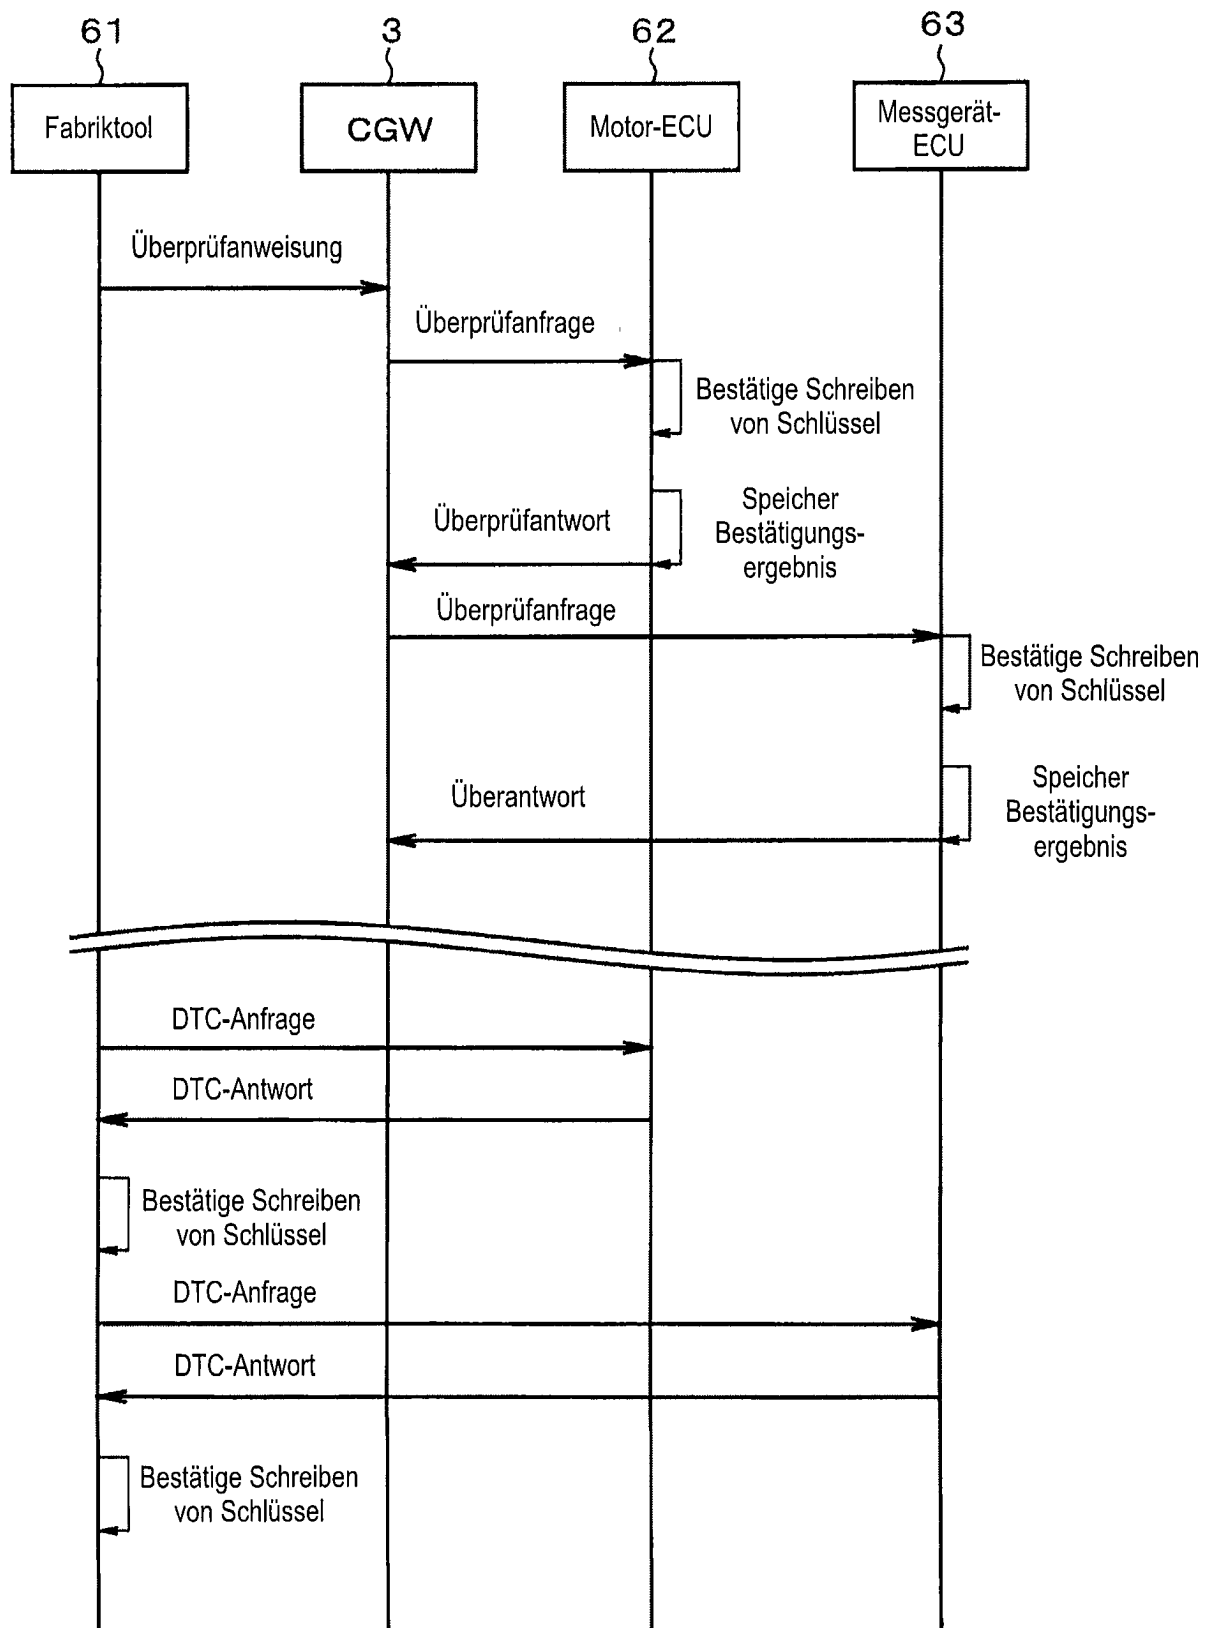 61
3
62
63
Fabriktool
CGW
Motor-ECU
Messgerät-
ECU
Überprüfanweisung
Überprüfanfrage
Bestätige Schreiben
von Schlüssel
Speicher
Bestätigungs-
ergebnis
Überprüfantwort
Überprüfanfrage
Bestätige Schreiben
von Schlüssel
Speicher
Bestätigungs-
ergebnis
Überantwort
DTC-Anfrage
DTC-Antwort
Bestätige Schreiben
von Schlüssel
DTC-Anfrage
DTC-Antwort
Bestätige Schreiben
von Schlüssel